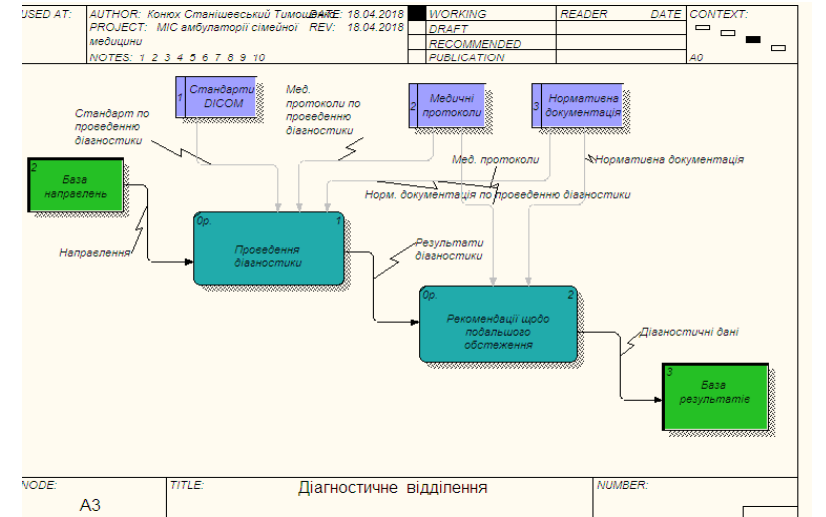 USED AT:
AUTHOR: Конюх Станішевський Тимошенко
DATE: 18.04.2018
PROJECT: МІС амбулаторії сімейної медицини
REV: 18.04.2018
NOTES: 1 2 3 4 5 6 7 8 9 10
WORKING
DRAFT
RECOMMENDED
PUBLICATION
READER
DATE
CONTEXT:
A0
1
Стандарти
DICOM
Мед.
протоколи по
проведенню
діагностики
2
Медичні
протоколи
3
Нормативна
документація
Стандарт по
проведенню
діагностики
Мед. протоколи
Нормативна документація
2
База
направлень
Норм. документація по проведенню діагностики
Направлення
0р.
1
Проведення
діагностики
Результати
діагностики
0р.
2
Рекомендації щодо
подальшого
обстеження
Діагностичні дані
3
База
результатів
NODE:
A3
TITLE:
Діагностичне відділення
NUMBER: